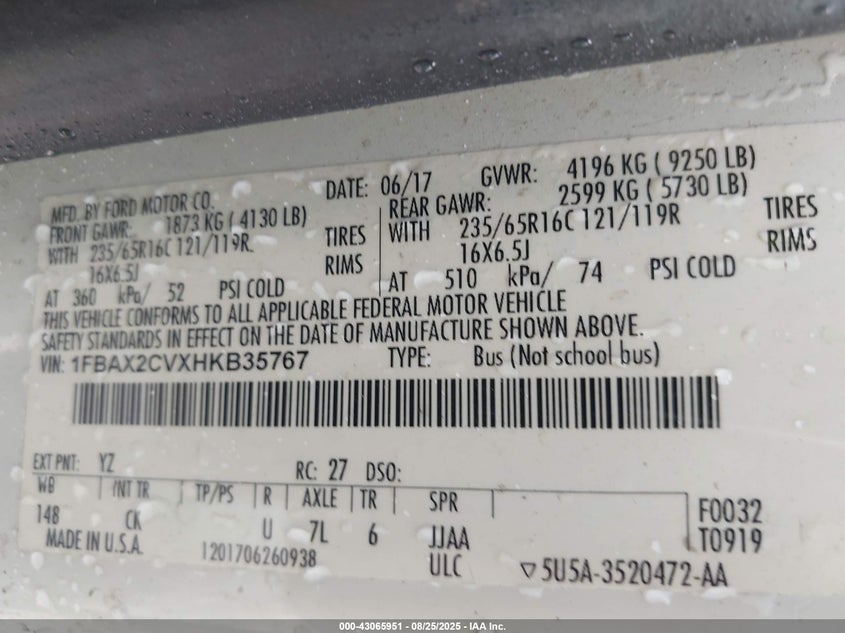 MFD. BY FORD MOTOR CO.
DATE: 06/17
GVWR: 4196 KG ( 9250 LB)
FRONT GAWR: 1873 KG ( 4130 LB)
REAR GAWR: 2599 KG ( 5730 LB)
WITH 235/65R16C 121/119R TIRES
WITH 235/65R16C 121/119R TIRES
16X6.5J RIMS
16X6.5J RIMS
AT 360 kPa/ 52 PSI COLD
AT 510 kPa/ 74 PSI COLD
THIS VEHICLE CONFORMS TO ALL APPLICABLE FEDERAL MOTOR VEHICLE
SAFETY STANDARDS IN EFFECT ON THE DATE OF MANUFACTURE SHOWN ABOVE.
VIN: 1FBAX2CVXHKB35767
TYPE: Bus (Not school bus)
EXT PNT: YZ
RC: 27 DSO:
WB INT TR TP/PS R AXLE TR SPR
148 CK U 7L 6 JJAA
F0032
T0919
MADE IN U.S.A.
1201706260938
ULC
▽5U5A-3520472-AA
000-43065951 - 08/25/2025 - IAA Inc.